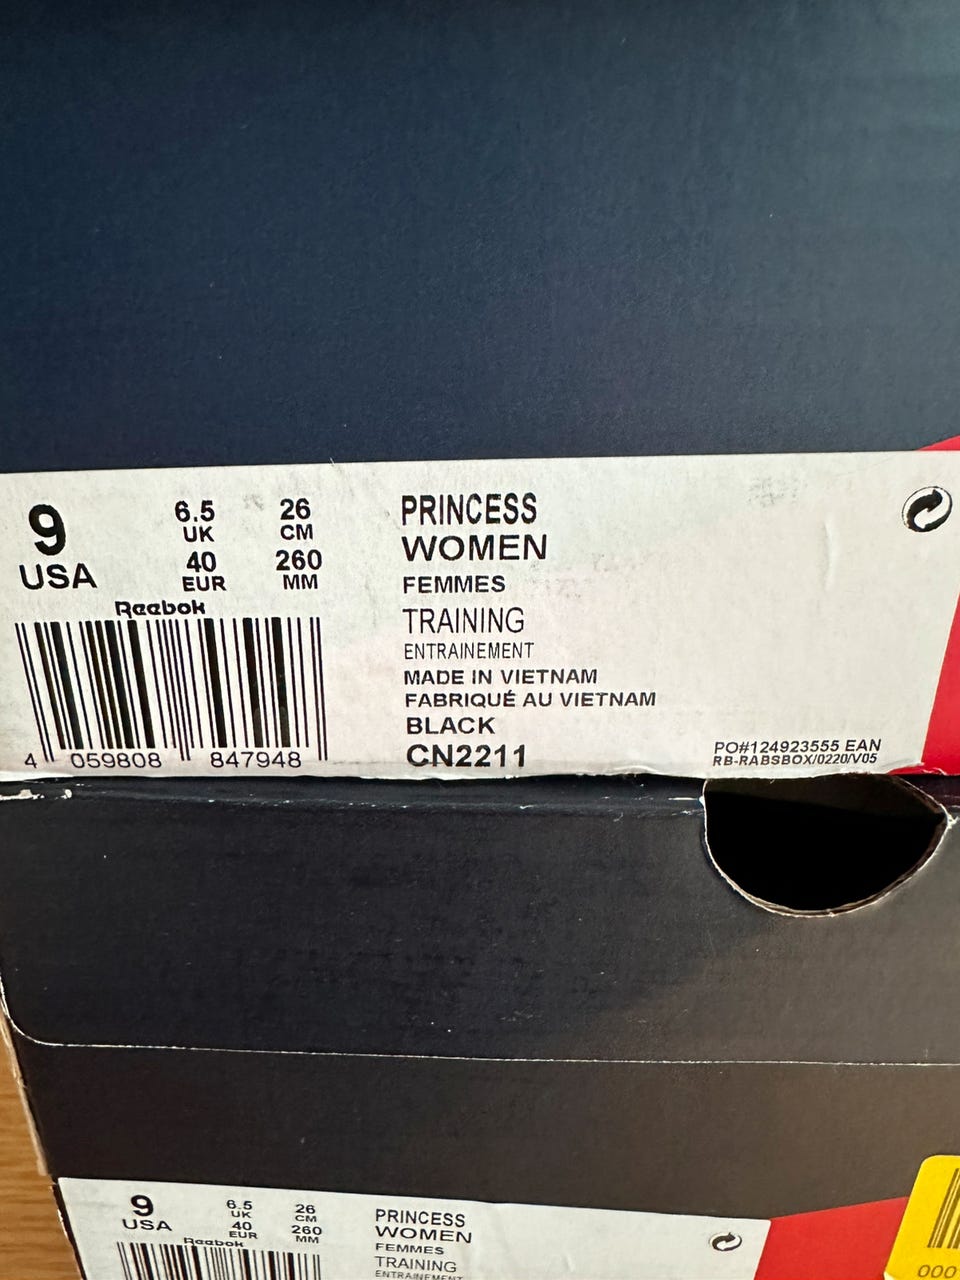 9
USA
6.5
UK
40
EUR
26
CM
260
MM
Reebok
4 059808 847948
PRINCESS
WOMEN
FEMMES
TRAINING
ENTRAINEMENT
MADE IN VIETNAM
FABRIQUÉ AU VIETNAM
BLACK
CN2211
PO#124923555 EAN
RB-RABSBOX/0220/V05
9
USA
6.5
UK
40
EUR
26
CM
260
MM
Reebok
PRINCESS
WOMEN
FEMMES
TRAINING
ENTRAINEMENT
000